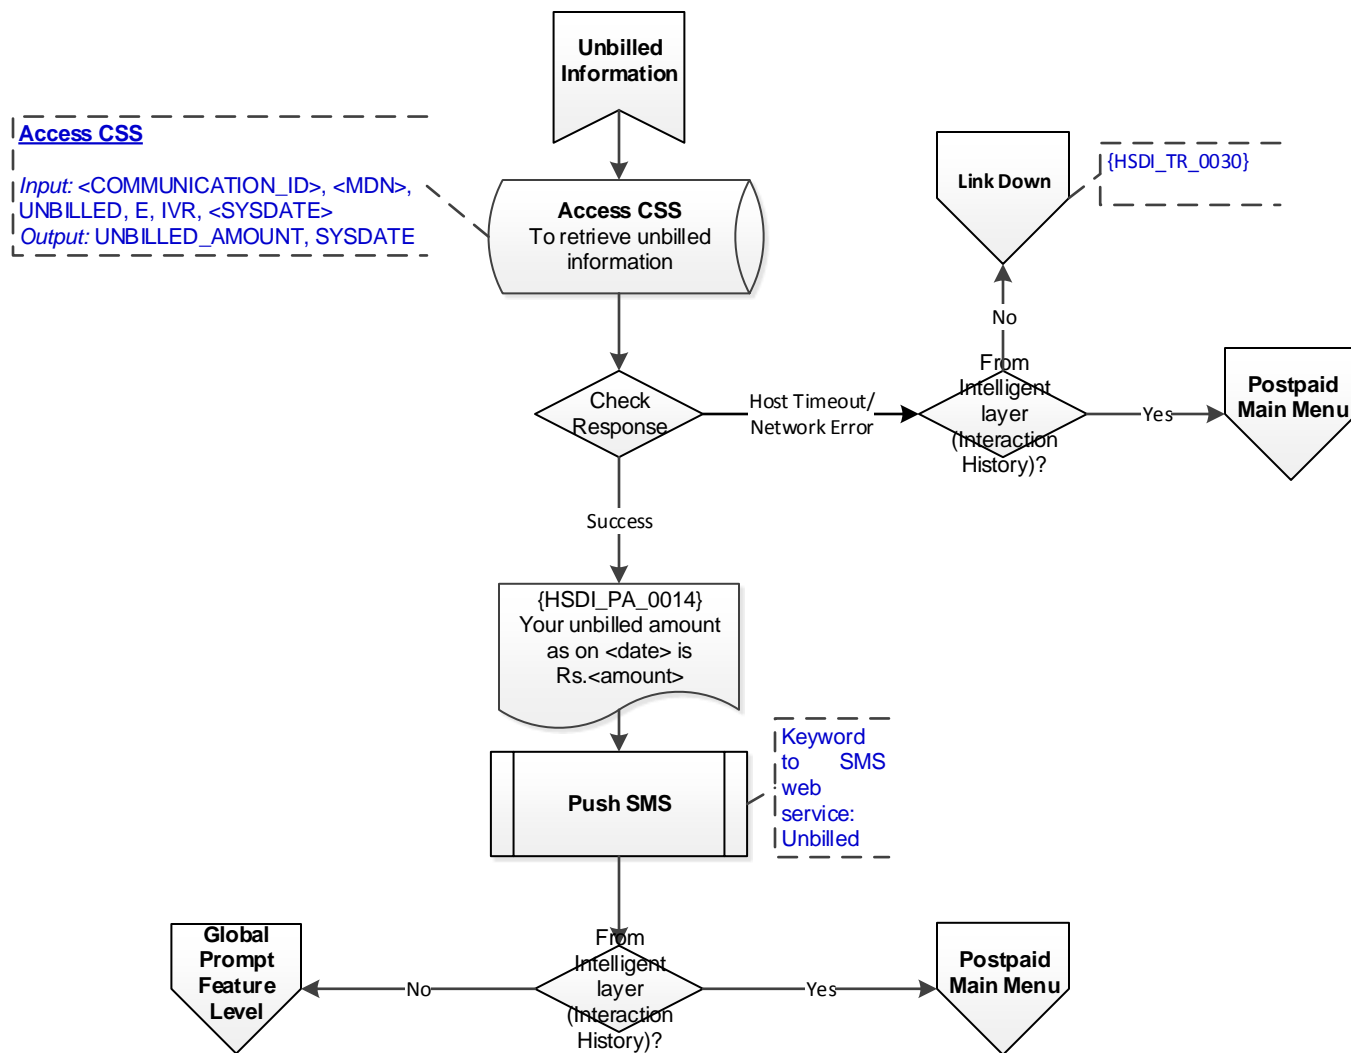 Unbilled
Information
Access CSS
Input: <COMMUNICATION_ID>, <MDN>,
UNBILLED, E, IVR, <SYSDATE>
Output: UNBILLED_AMOUNT, SYSDATE
Access CSS
To retrieve unbilled
information
Link Down
{HSDI_TR_0030}
No
Check
Response
Host Timeout/
Network Error
From
Intelligent
layer
(Interaction
History)?
Yes
Postpaid
Main Menu
Success
{HSDI_PA_0014}
Your unbilled amount
as on <date> is
Rs.<amount>
Push SMS
Keyword
to SMS
web
service:
Unbilled
Global
Prompt
Feature
Level
No
From
Intelligent
layer
(Interaction
History)?
Yes
Postpaid
Main Menu